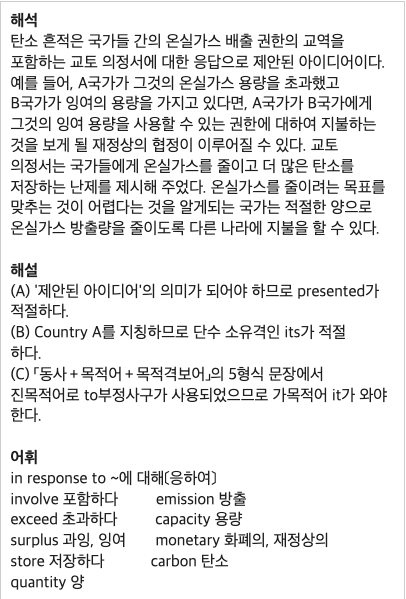 해석
탄소 흔적은 국가들 간의 온실가스 배출 권한의 교역을
포함하는 교토 의정서에 대한 응답으로 제안된 아이디어이다.
예를 들어, A국가가 그것의 온실가스 용량을 초과했고
B국가가 잉여의 용량을 가지고 있다면, A국가가 B국가에게
그것의 잉여 용량을 사용할 수 있는 권한에 대하여 지불하는
것을 보게 될 재정상의 협정이 이루어질 수 있다. 교토
의정서는 국가들에게 온실가스를 줄이고 더 많은 탄소를
저장하는 난제를 제시해 주었다. 온실가스를 줄이려는 목표를
맞추는 것이 어렵다는 것을 알게되는 국가는 적절한 양으로
온실가스 방출량을 줄이도록 다른 나라에 지불을 할 수 있다.
해설
(A) '제안된 아이디어'의 의미가 되어야 하므로 presented가
적절하다.
(B) Country A를 지칭하므로 단수 소유격인 its가 적절
하다.
(C) 「동사 + 목적어 + 목적격보어」의 5형식 문장에서
진목적어로 to부정사구가 사용되었으므로 가목적어 it가 와야
한다.
어휘
in response to ~에 대해〔응하여〕
involve 포함하다 emission 방출
exceed 초과하다 capacity 용량
surplus 과잉, 잉여 monetary 화폐의, 재정상의
store 저장하다 carbon 탄소
quantity 양